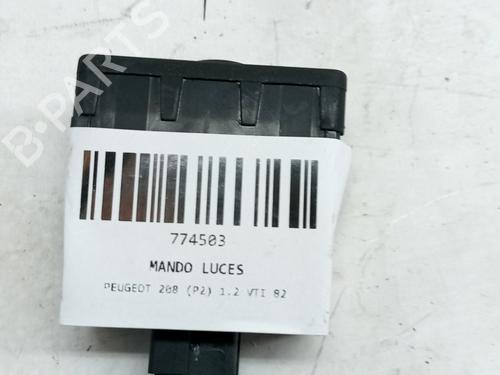 B-PARTS
774503
MANDO LUCES
PEUGEOT 208 (P2) 1.2 VTI 82